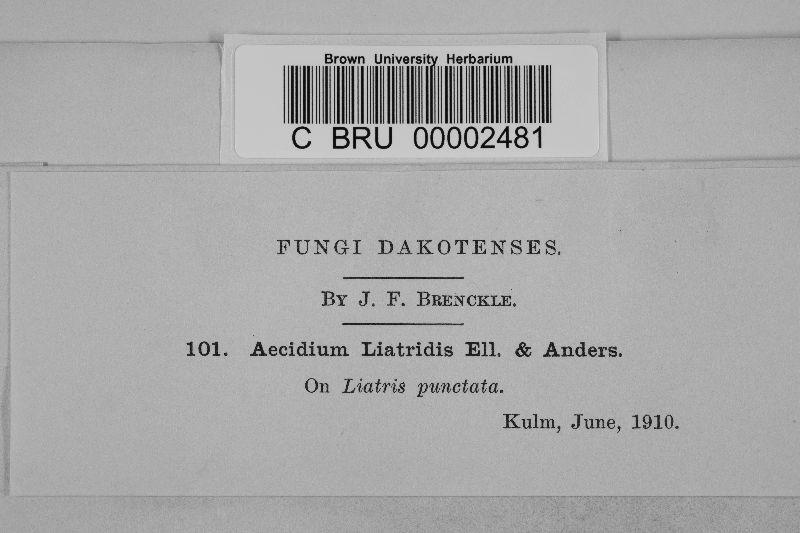 Brown University Herbarium
C BRU 00002481
FUNGI DAKOTENSES.
By J. F. Brenckle.
101. Aecidium Liatridis Ell. & Anders.
On Liatris punctata.
Kulm, June, 1910.